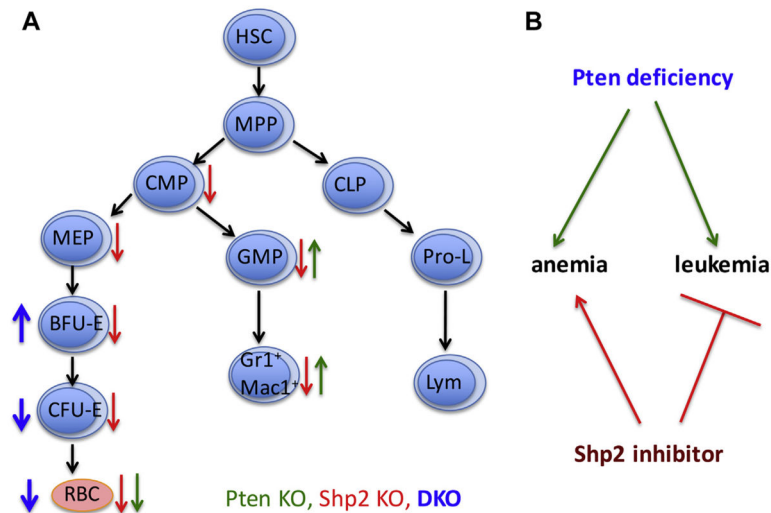 A
HSC
MPP
CMP
CLP
MEP
GMP
Pro-L
BFU-E
Gr1⁺
Mac1⁺
CFU-E
Lym
RBC
Pten KO, Shp2 KO, DKO
B
Pten deficiency
anemia
leukemia
Shp2 inhibitor